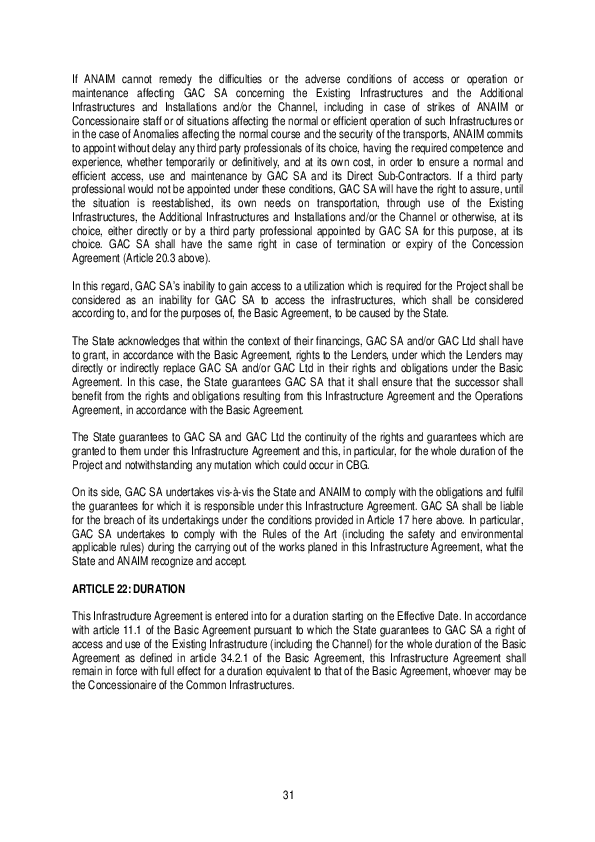 If ANAIM cannot remedy the difficulties or the adverse conditions of access or operation or
maintenance affecting GAC SA concerning the Existing Infrastructures and the Additional
Infrastructures and Installations and/or the Channel, including in case of strikes of ANAIM or
Concessionaire staff or of situations affecting the normal or efficient operation of such Infrastructures or
in the case of Anomalies affecting the normal course and the security of the transports, ANAIM commits
to appoint without delay any third party professionals of its choice, having the required competence and
experience, whether temporarily or definitively, and at its own cost, in order to ensure a normal and
efficient access, use and maintenance by GAC SA and its Direct Sub-Contractors. If a third party
professional would not be appointed under these conditions, GAC SA will have the right to assure, until
the situation is reestablished, its own needs on transportation, through use of the Existing
Infrastructures, the Additional Infrastructures and Installations and/or the Channel or otherwise, at its
choice, either directly or by a third party professional appointed by GAC SA for this purpose, at its
choice. GAC SA shall have the same right in case of termination or expiry of the Concession
Agreement (Article 20.3 above).
In this regard, GAC SA's inability to gain access to a utilization which is required for the Project shall be
considered as an inability for GAC SA to access the infrastructures, which shall be considered
according to, and for the purposes of, the Basic Agreement, to be caused by the State.
The State acknowledges that within the context of their financings, GAC SA and/or GAC Ltd shall have
to grant, in accordance with the Basic Agreement, rights to the Lenders, under which the Lenders may
directly or indirectly replace GAC SA and/or GAC Ltd in their rights and obligations under the Basic
Agreement. In this case, the State guarantees GAC SA that it shall ensure that the successor shall
benefit from the rights and obligations resulting from this Infrastructure Agreement and the Operations
Agreement, in accordance with the Basic Agreement.
The State guarantees to GAC SA and GAC Ltd the continuity of the rights and guarantees which are
granted to them under this Infrastructure Agreement and this, in particular, for the whole duration of the
Project and notwithstanding any mutation which could occur in CBG.
On its side, GAC SA undertakes vis-à-vis the State and ANAIM to comply with the obligations and fulfil
the guarantees for which it is responsible under this Infrastructure Agreement. GAC SA shall be liable
for the breach of its undertakings under the conditions provided in Article 17 here above. In particular,
GAC SA undertakes to comply with the Rules of the Art (including the safety and environmental
applicable rules) during the carrying out of the works planed in this Infrastructure Agreement, what the
State and ANAIM recognize and accept.
ARTICLE 22: DURATION
This Infrastructure Agreement is entered into for a duration starting on the Effective Date. In accordance
with article 11.1 of the Basic Agreement pursuant to which the State guarantees to GAC SA a right of
access and use of the Existing Infrastructure (including the Channel) for the whole duration of the Basic
Agreement as defined in article 34.2.1 of the Basic Agreement, this Infrastructure Agreement shall
remain in force with full effect for a duration equivalent to that of the Basic Agreement, whoever may be
the Concessionaire of the Common Infrastructures.
31